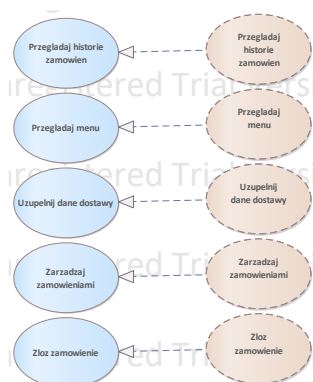 Przegladaj historie
zamowien
Przegladaj
historie
zamowien
Przegladaj menu
Przegladaj
menu
Uzupelnij dane dostawy
Uzupelnij
dane dostawy
Zarzadzaj
zamowieniami
Zarzadzaj
zamowieniami
Zloz zamowienie
Zloz
zamowienie